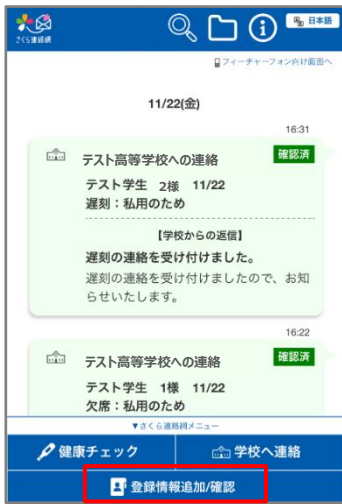 さくら連絡網
日本語
フィーチャーフォン向け画面へ
11/22(金)
16:31
テスト高等学校への連絡
確認済
テスト学生 2様 11/22
遅刻：私用のため
【学校からの返信】
遅刻の連絡を受け付けました。
遅刻の連絡を受け付けましたので、お知
らせいたします。
16:22
テスト高等学校への連絡
確認済
テスト学生 1様 11/22
欠席：私用のため
▼さくら連絡網メニュー
健康チェック
学校へ連絡
登録情報追加/確認